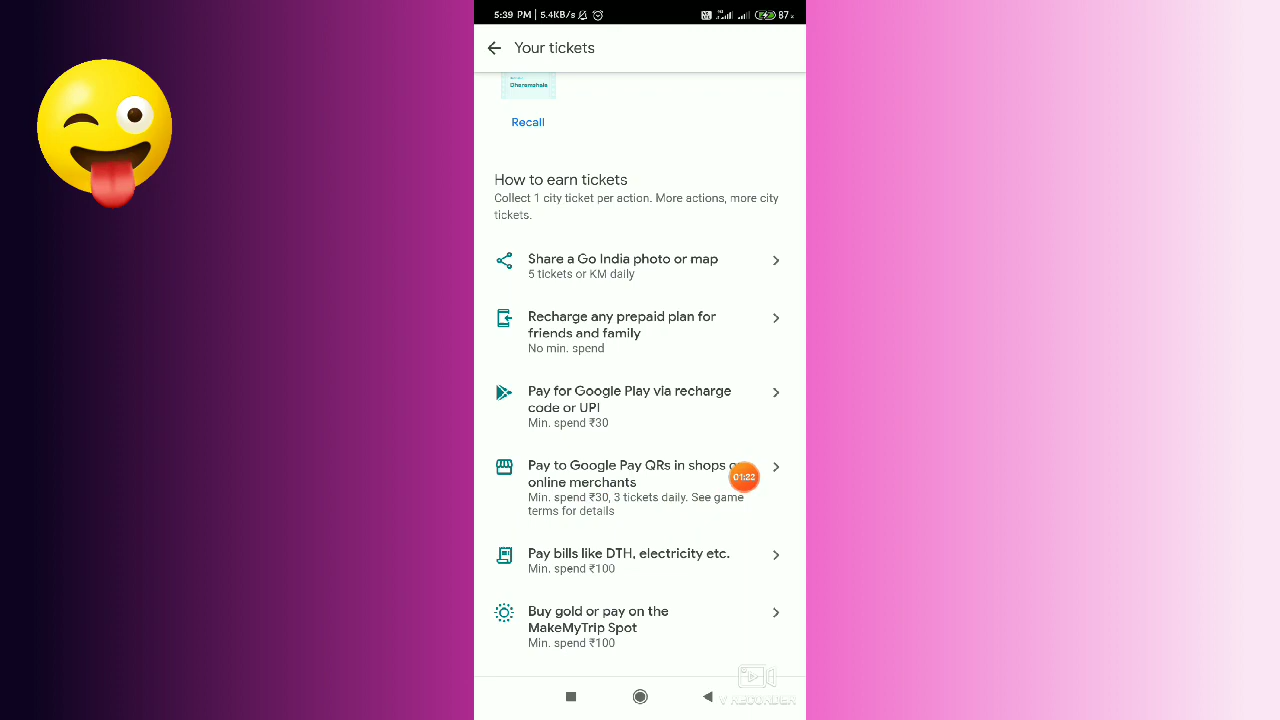 5:39 PM | 5.4KB/s
87
Your tickets
Dharamshala
Recall
How to earn tickets
Collect 1 city ticket per action. More actions, more city
tickets.
Share a Go India photo or map
5 tickets or KM daily
Recharge any prepaid plan for
friends and family
No min. spend
Pay for Google Play via recharge
code or UPI
Min. spend ₹30
Pay to Google Pay QRs in shops
online merchants
01:22
Min. spend ₹30, 3 tickets daily. See game
terms for details
Pay bills like DTH, electricity etc.
Min. spend ₹100
Buy gold or pay on the
MakeMyTrip Spot
Min. spend ₹100
V RECORDER